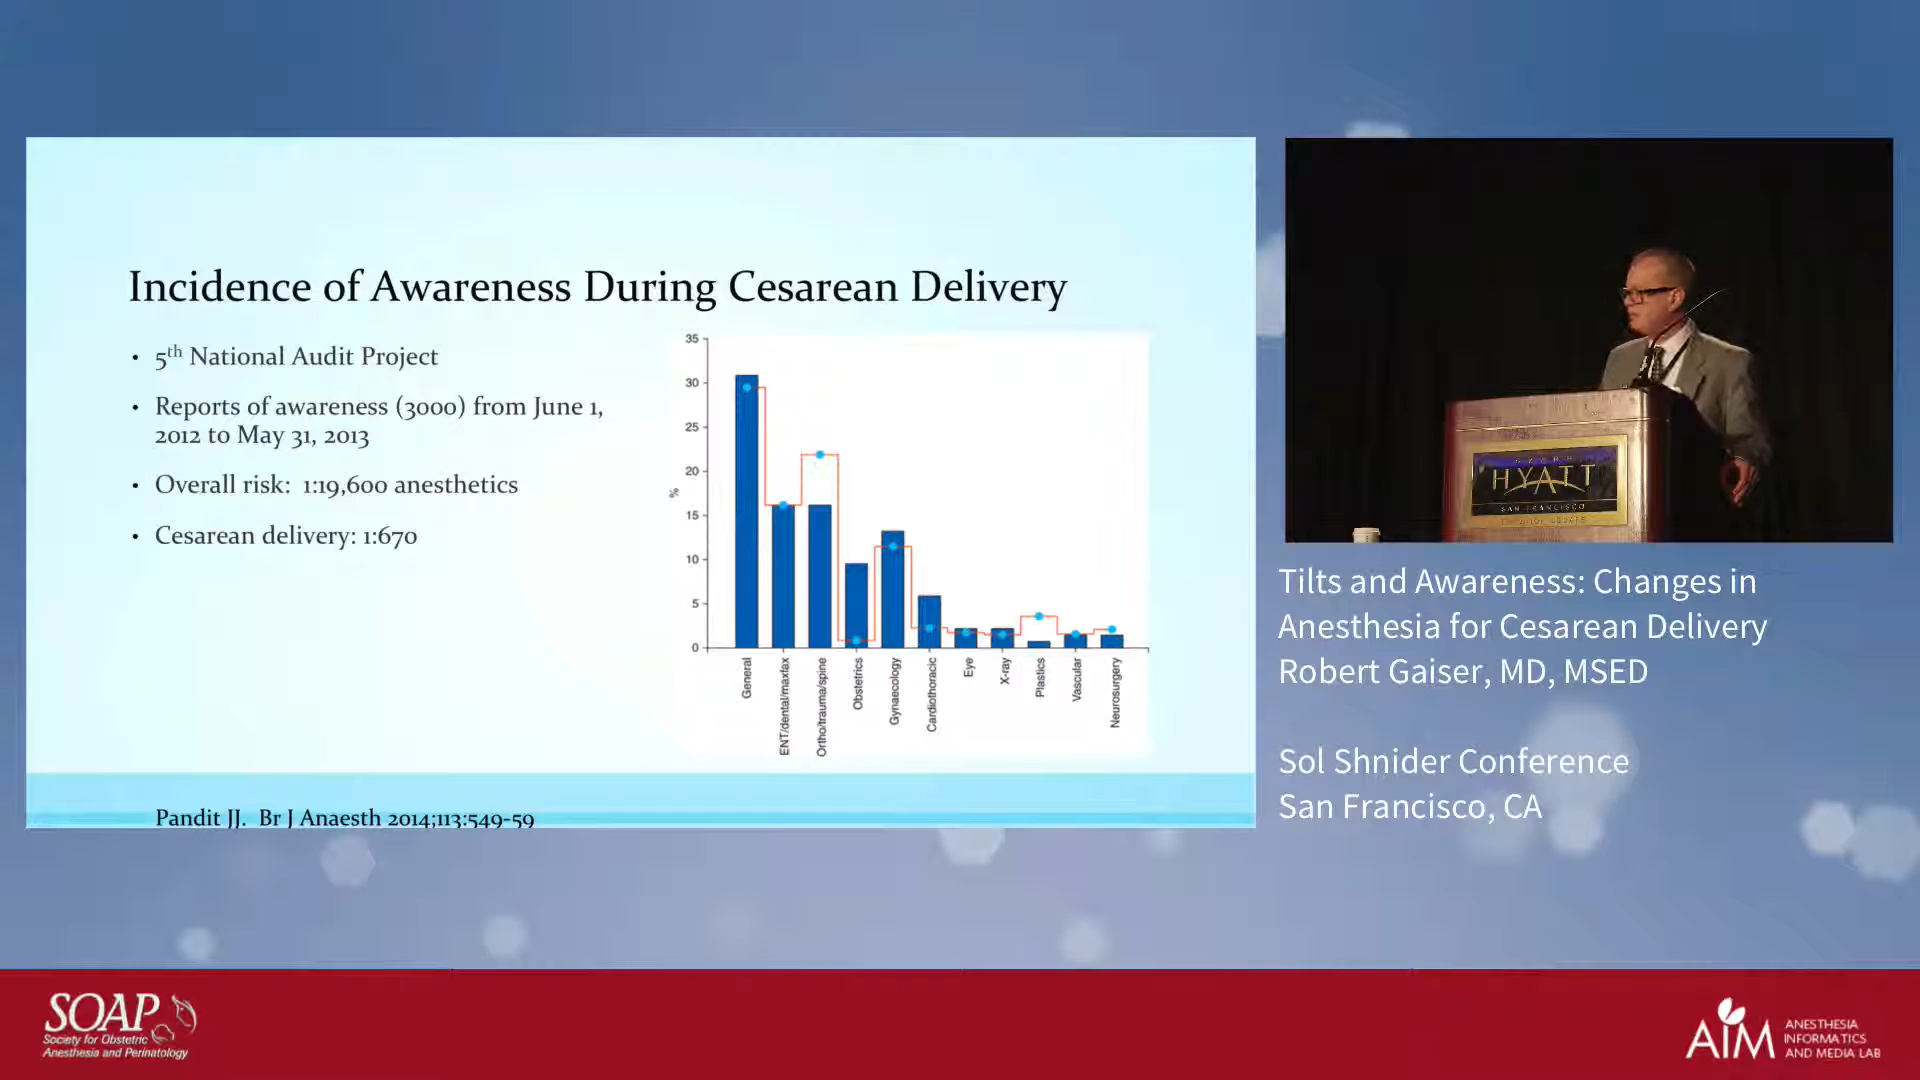 Incidence of Awareness During Cesarean Delivery
• 5th National Audit Project
• Reports of awareness (3000) from June 1,
2012 to May 31, 2013
• Overall risk: 1:19,600 anesthetics
• Cesarean delivery: 1:670
35
30
25
20
15
10
5
0
%
General
ENT/dental/maxfax
Ortho/trauma/spine
Obstetrics
Gynaecology
Cardiothoracic
Eye
X-ray
Plastics
Vascular
Neurosurgery
Pandit JJ. Br J Anaesth 2014;113:549-59
HYATT
SAN FRANCISCO
Tilts and Awareness: Changes in
Anesthesia for Cesarean Delivery
Robert Gaiser, MD, MSED
Sol Shnider Conference
San Francisco, CA
SOAP
Society for Obstetric
Anesthesia and Perinatology
AIM
ANESTHESIA
INFORMATICS
AND MEDIA LAB